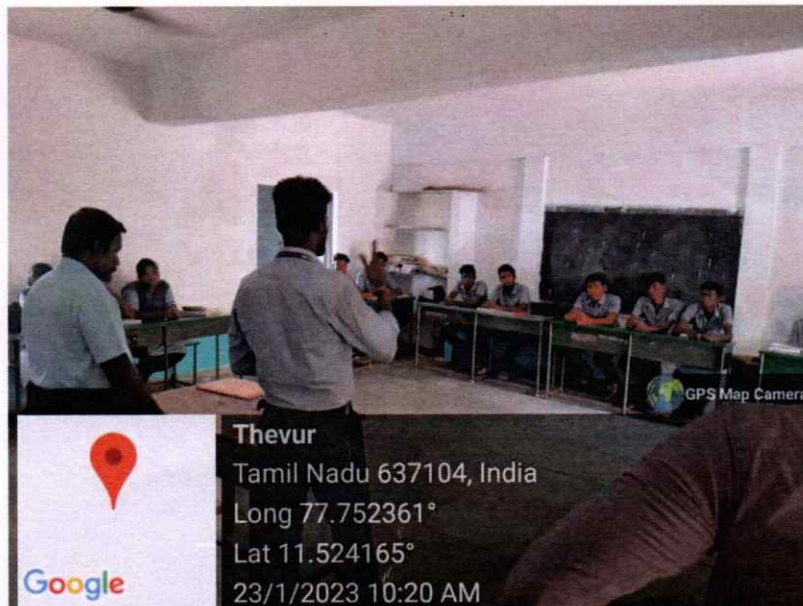 GPS Map Camera
Thevur
Tamil Nadu 637104, India
Long 77.752361°
Lat 11.524165°
23/1/2023 10:20 AM
Google